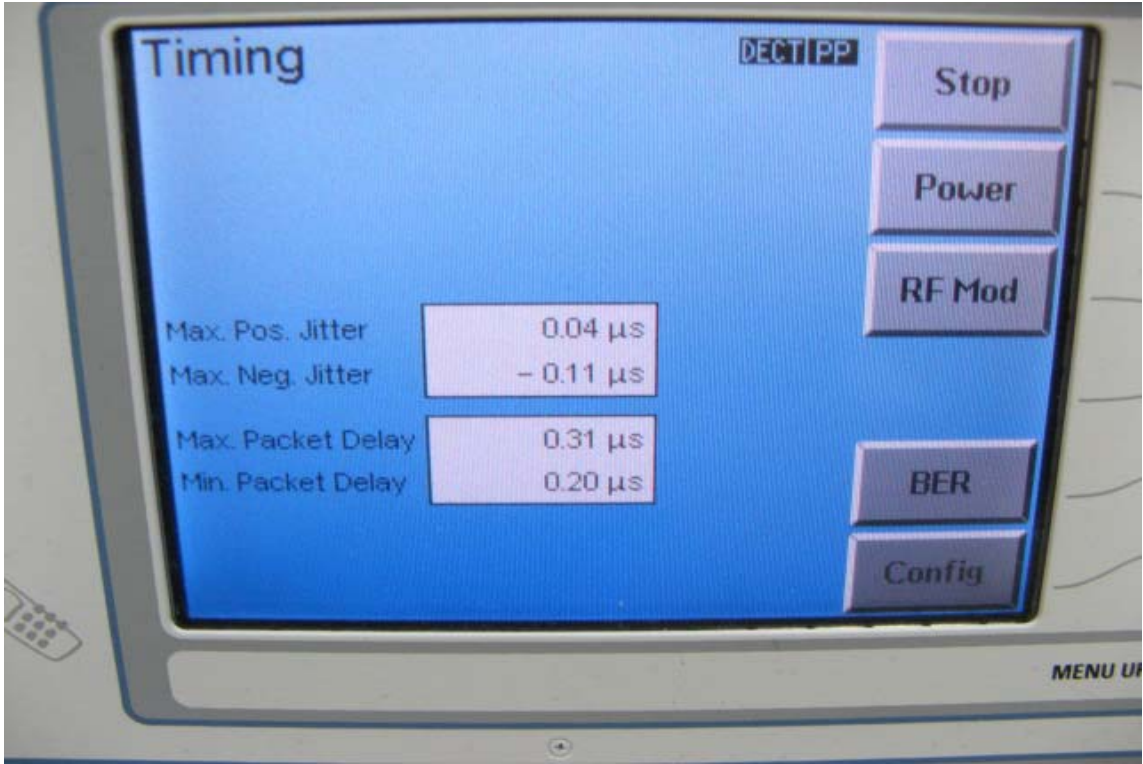 Timing
DECT PP
Stop
Power
RF Mod
Max. Pos. Jitter 0.04 µs
Max. Neg. Jitter – 0.11 µs
Max. Packet Delay 0.31 µs
Min. Packet Delay 0.20 µs
BER
Config
MENU